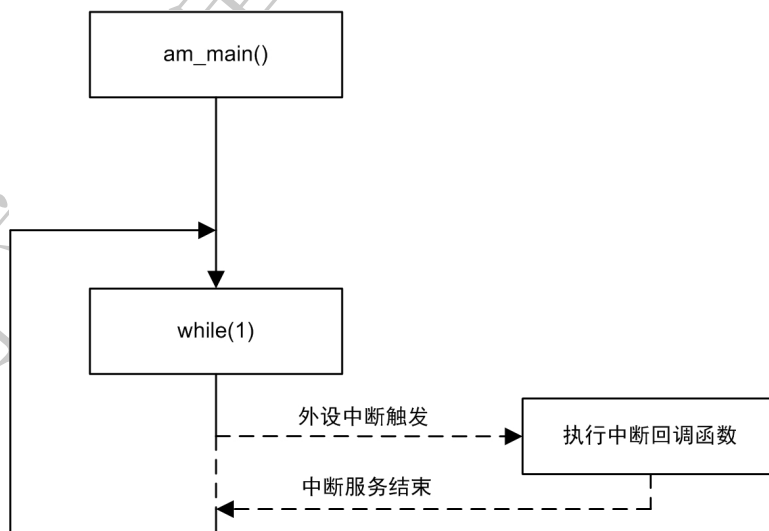 am_main()
while(1)
外设中断触发
执行中断回调函数
中断服务结束